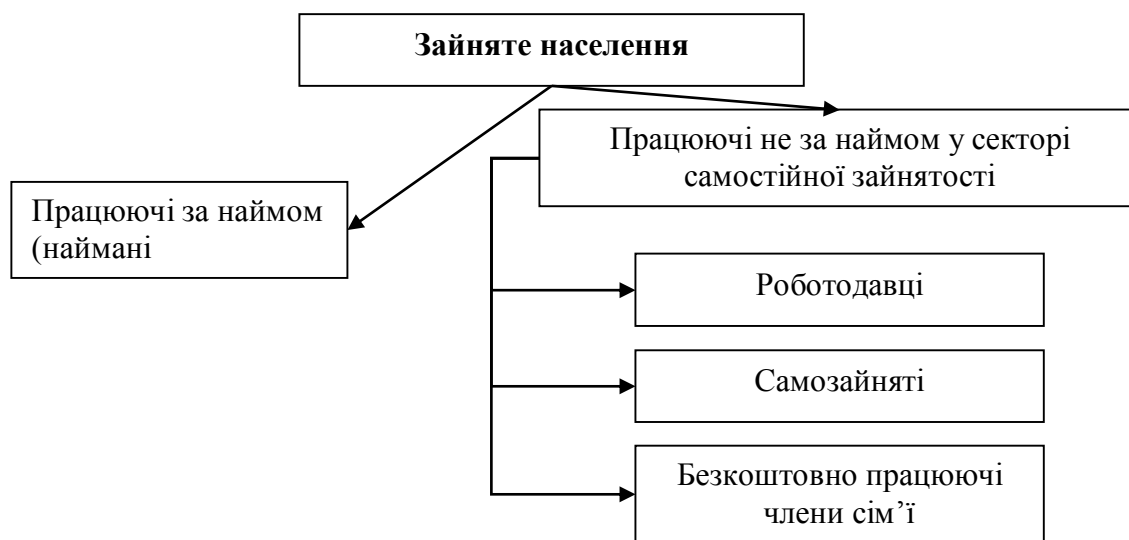 Зайняте населення
Працюючі не за наймом у секторі
самостійної зайнятості
Працюючі за наймом
(наймані
Роботодавці
Самозайняті
Безкоштовно працюючі
члени сім’ї